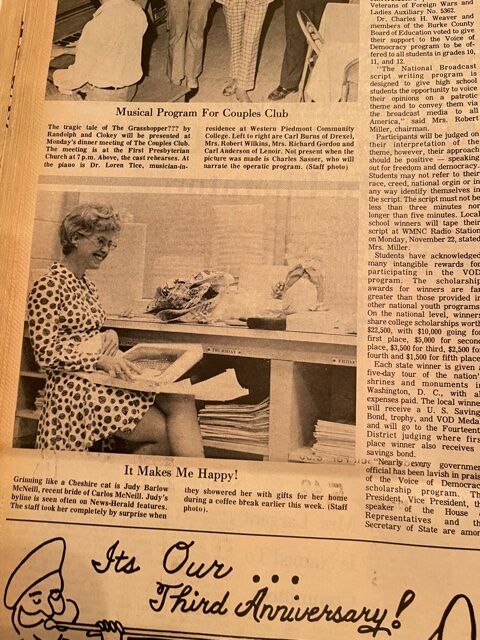 Musical Program For Couples Club
The tragic tale of The Grasshopper??? by
Randolph and Clokey will be presented at
Monday's dinner meeting of The Couples Club.
The meeting is at the First Presbyterian
Church at 7 p.m. Above, the cast rehearses. At
the piano is Dr. Loren Tice, musician-in-
residence at Western Piedmont Community
College. Left to right are Carl Burns of Drexel,
Mrs. Robert Wilkins, Mrs. Richard Gordon and
Carl Anderson of Lenoir. Not present when the
picture was made is Charles Sasser, who will
narrate the operatic program. (Staff photo)
THURSDAY
FRIDAY
It Makes Me Happy!
Grinning like a Cheshire cat is Judy Barlow
McNeill, recent bride of Carlos McNeill. Judy's
byline is seen often on News-Herald features.
The staff took her completely by surprise when
they showered her with gifts for her home
during a coffee break earlier this week. (Staff
photo).
Veterans of Foreign Wars and
Ladies Auxiliary No. 5362.
Dr. Charles H. Weaver and
members of the Burke County
Board of Education voted to give
their support to the Voice of
Democracy program to be of-
fered to all students in grades 10,
11, and 12.
"The National Broadcast
script writing program is
designed to give high school
students the opportunity to voice
their opinions on a patriotic
theme and to convey them via
the broadcast media to all
America," said Mrs. Robert
Miller, chairman.
Participants will be judged on
their interpretation of the
theme, however, their approach
should be positive — speaking
out for freedom and democracy.
Students may not refer to their
race, creed, national orgin or in
any way identify themselves in
the script. The script must not be
less than three minutes nor
longer than five minutes. Local
school winners will tape their
script at WMNC Radio Station
on Monday, November 22, stated
Mrs. Miller.
Students have acknowledged
many intangible rewards for
participating in the VOD
program. The scholarship
awards for winners are far
greater than those provided in
other national youth programs
On the national level, winners
share college scholarships worth
$22,500, with $10,000 going for
first place, $5,000 for second
place, $3,500 for third, $2,500 for
fourth and $1,500 for fifth place
Each state winner is given a
five-day tour of the nation'
shrines and monuments i
Washington, D. C., with al
expenses paid. The local winne
will receive a U. S. Saving
Bond, trophy, and VOD Meda
and will go to the Fourteent
District judging where firs
place winner also receives
savings bond.
"Nearly every governme
official has been lavish in prais
of the Voice of Democrac
scholarship program. Th
President, Vice President, th
speaker of the House
Representatives and th
Secretary of State are amon
Its Our ...
Third Anniversary!